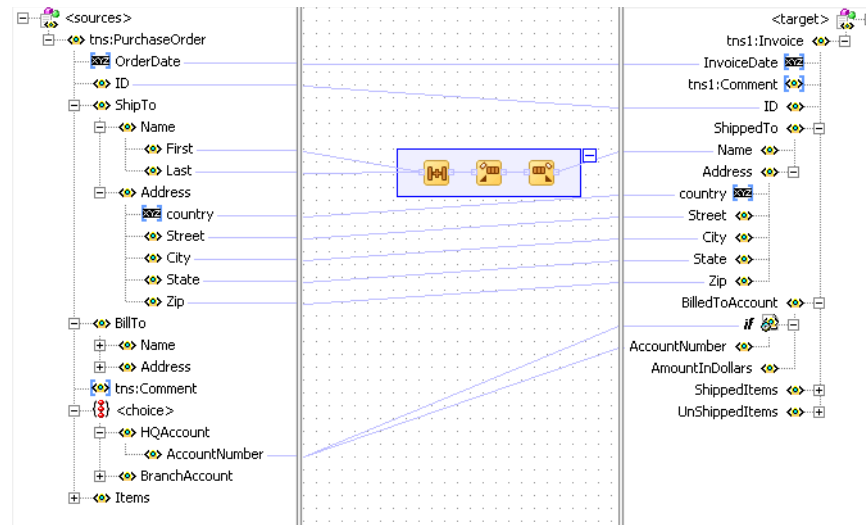 <sources>
tns:PurchaseOrder
OrderDate
ID
ShipTo
Name
First
Last
Address
country
Street
City
State
Zip
BillTo
Name
Address
tns:Comment
<choice>
HQAccount
AccountNumber
BranchAccount
Items
<target>
tns1:Invoice
InvoiceDate
tns1:Comment
ID
ShippedTo
Name
Address
country
Street
City
State
Zip
BilledToAccount
if
AccountNumber
AmountInDollars
ShippedItems
UnShippedItems